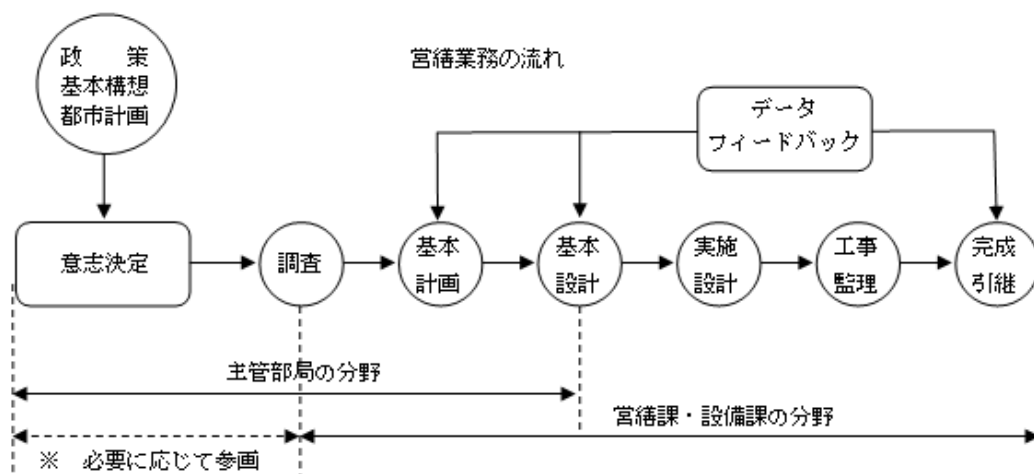 営繕業務の流れ
政　　策
基本構想
都市計画
データ
フィードバック
意志決定
調査
基本
計画
基本
設計
実施
設計
工事
監理
完成
引継
主管部局の分野
営繕課・設備課の分野
※　必要に応じて参画